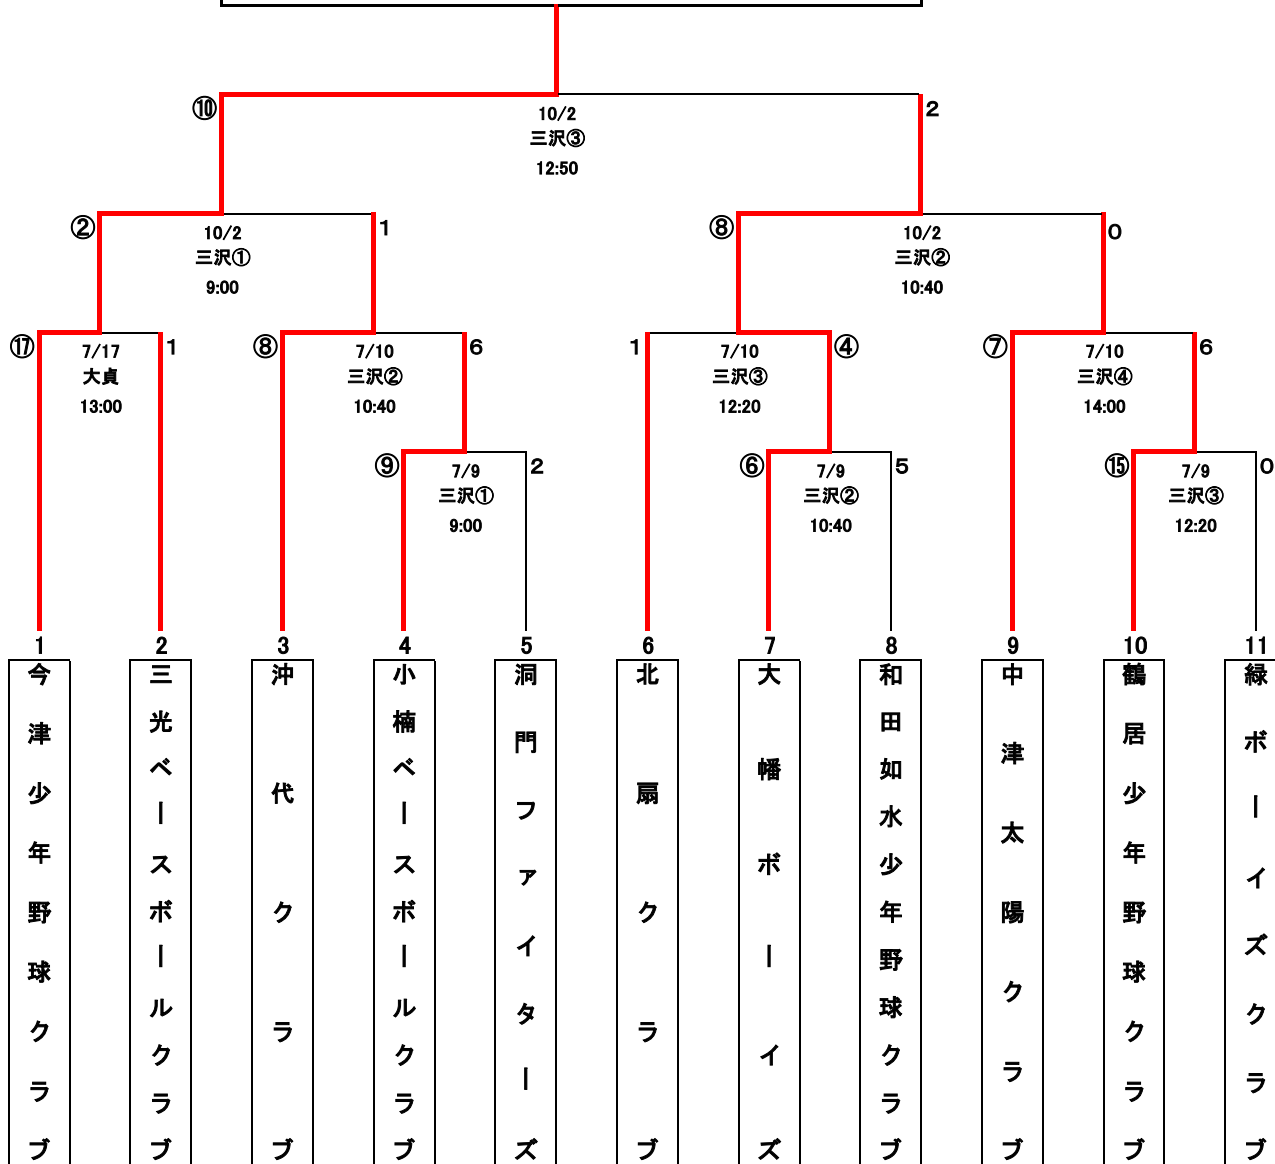 ⑩
2
10/2
三沢③
12:50
②
1
10/2
三沢①
9:00
⑧
0
10/2
三沢②
10:40
⑰
1
7/17
大貞
13:00
⑧
6
7/10
三沢②
10:40
1
④
7/10
三沢③
12:20
⑦
6
7/10
三沢④
14:00
⑨
2
7/9
三沢①
9:00
⑥
5
7/9
三沢②
10:40
⑮
0
7/9
三沢③
12:20
1
今津少年野球クラブ
2
三光ベースボールクラブ
3
沖代クラブ
4
小楠ベースボールクラブ
5
洞門ファイターズ
6
北扇クラブ
7
大幡ボーイズ
8
和田如水少年野球クラブ
9
中津太陽クラブ
10
鶴居少年野球クラブ
11
緑ボーイズクラブ